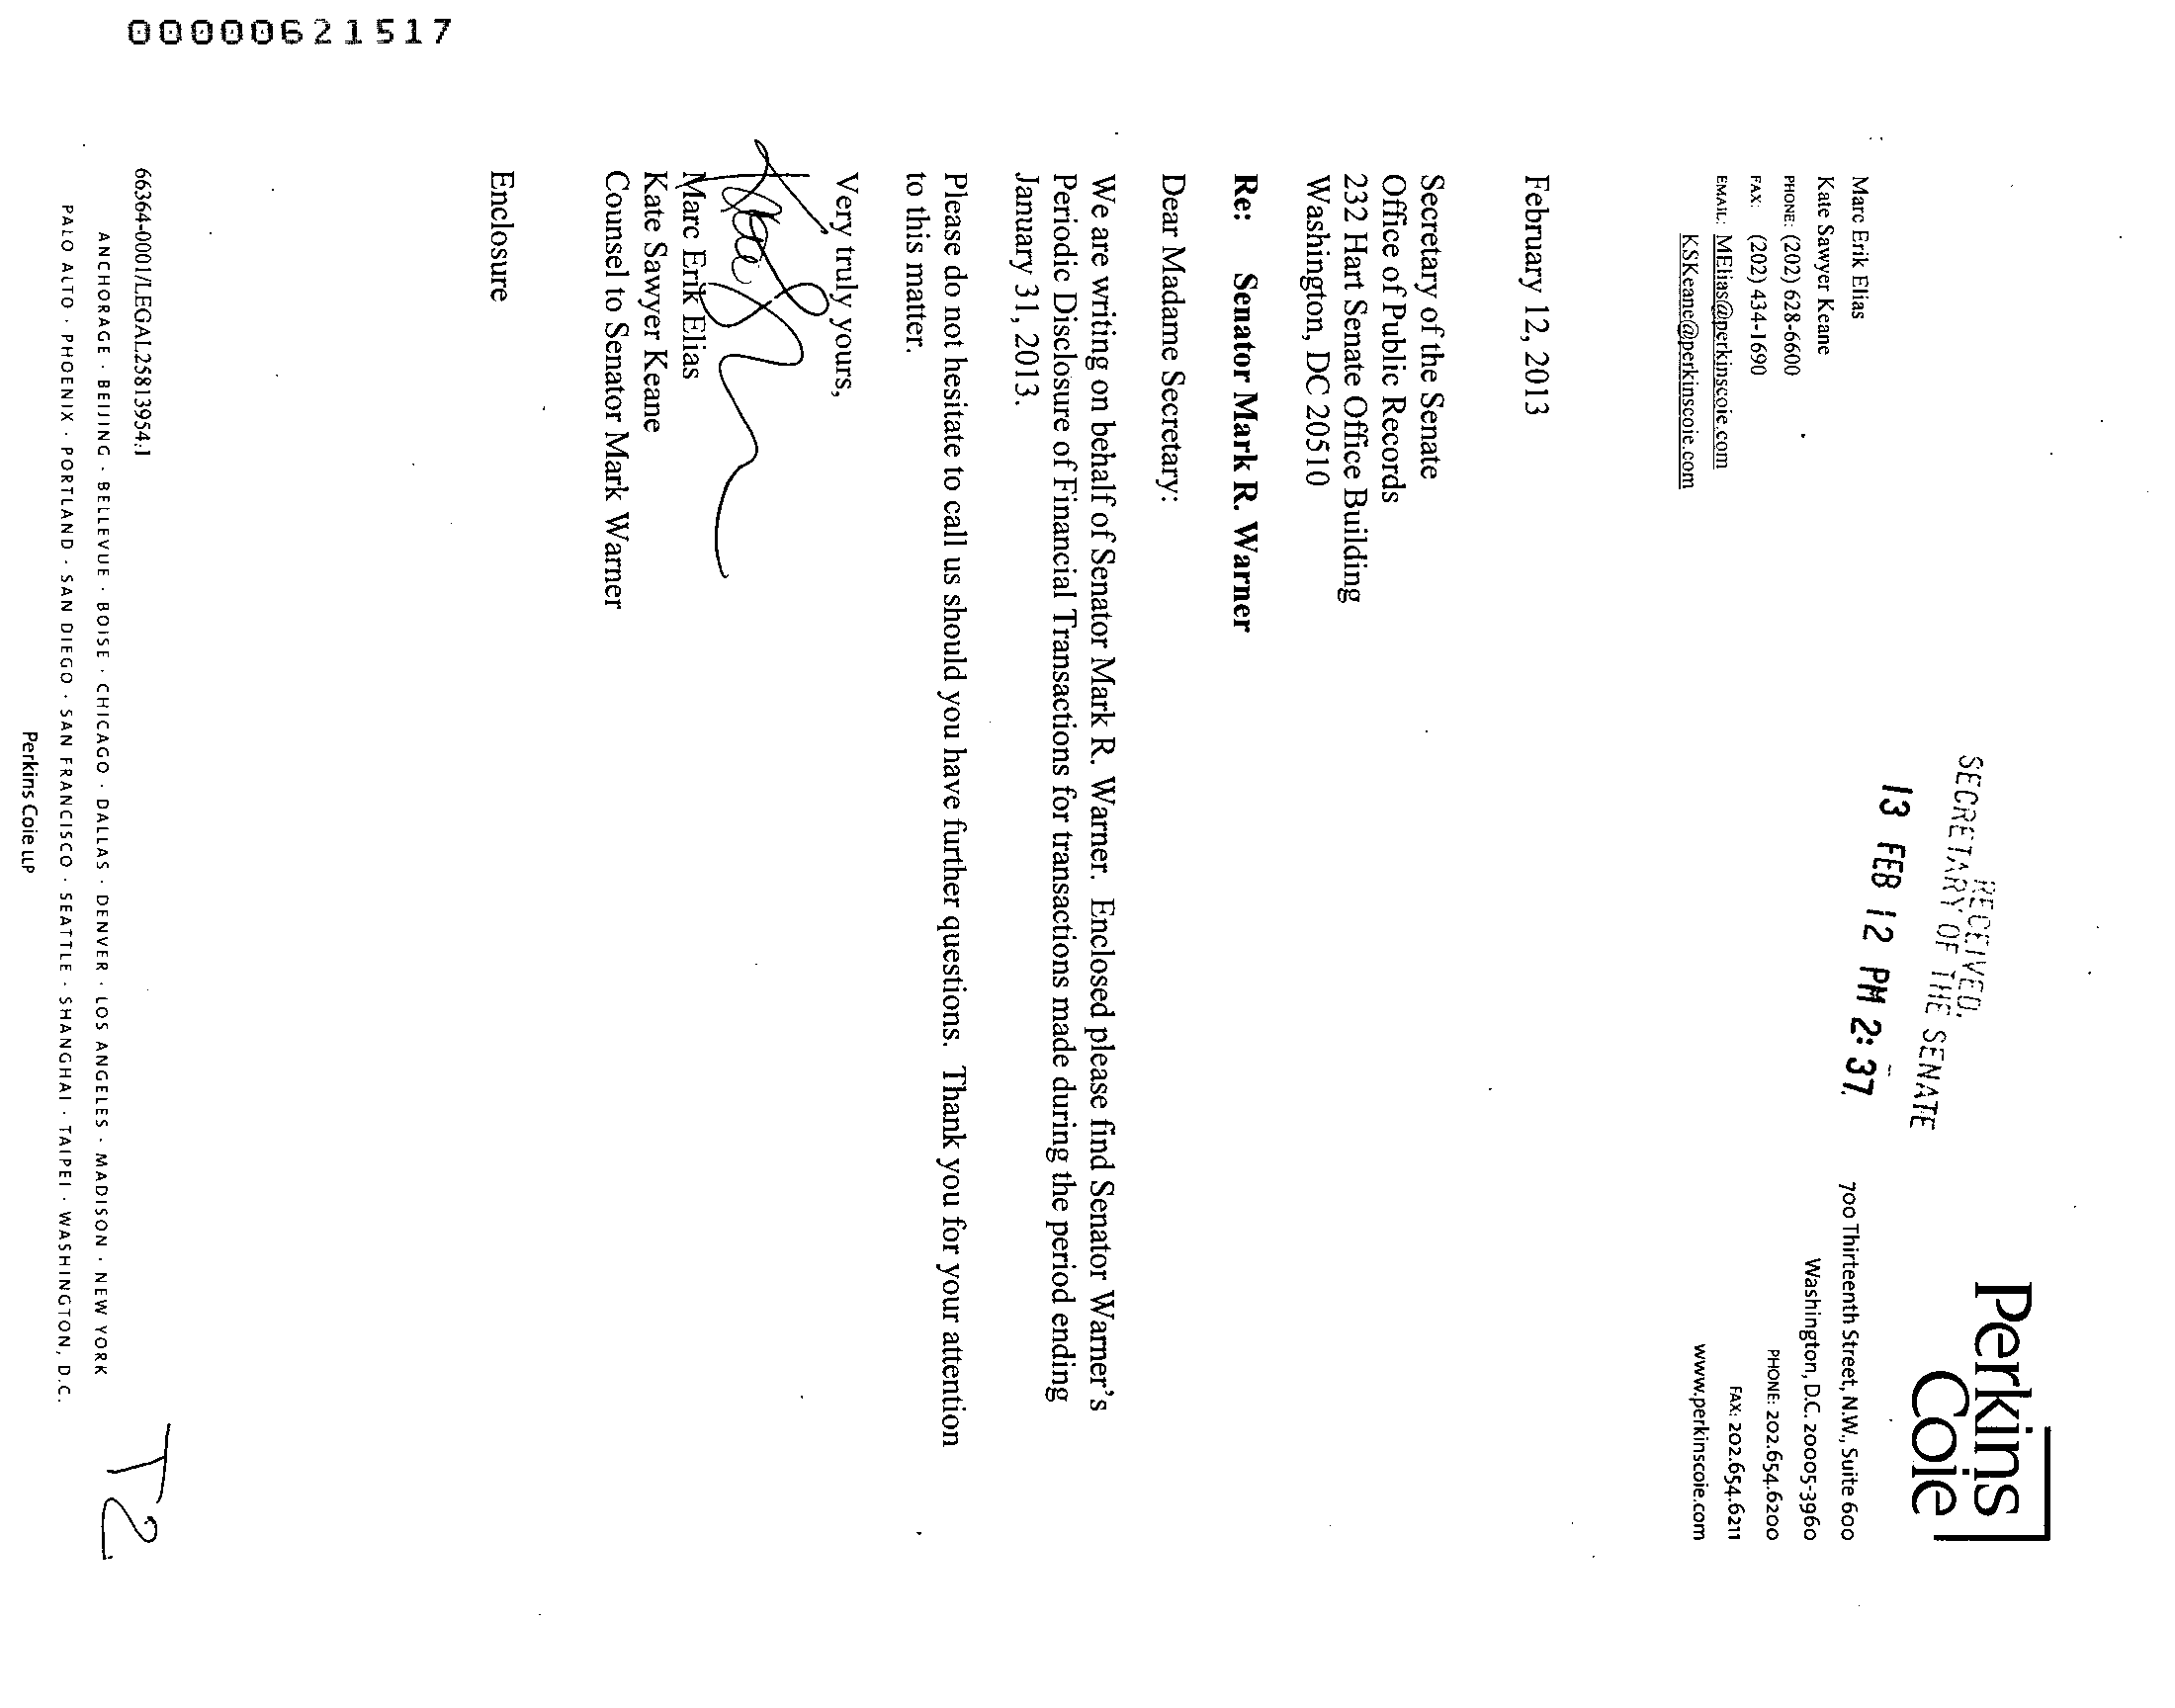 00000621517
Perkins
Coie
RECEIVED
SECRETARY OF THE SENATE
13 FEB 12 PM 2:37
Marc Erik Elias
Kate Sawyer Keane
PHONE: (202) 628-6600
FAX: (202) 434-1690
EMAIL: MElias@perkinscoie.com
KSKeane@perkinscoie.com
700 Thirteenth Street, N.W., Suite 600
Washington, D.C. 20005-3960
PHONE: 202.654.6200
FAX: 202.654.6211
www.perkinscoie.com
February 12, 2013
Secretary of the Senate
Office of Public Records
232 Hart Senate Office Building
Washington, DC 20510
Re: Senator Mark R. Warner
Dear Madame Secretary:
We are writing on behalf of Senator Mark R. Warner. Enclosed please find Senator Warner's
Periodic Disclosure of Financial Transactions for transactions made during the period ending
January 31, 2013.
Please do not hesitate to call us should you have further questions. Thank you for your attention
to this matter.
Very truly yours,
Marc Erik Elias
Kate Sawyer Keane
Counsel to Senator Mark Warner
Enclosure
66364-0001/LEGAL25813954.1
ANCHORAGE · BEIJING · BELLEVUE · BOISE · CHICAGO · DALLAS · DENVER · LOS ANGELES · MADISON · NEW YORK
PALO ALTO · PHOENIX · PORTLAND · SAN DIEGO · SAN FRANCISCO · SEATTLE · SHANGHAI · TAIPEI · WASHINGTON, D.C.
Perkins Coie LLP
T2